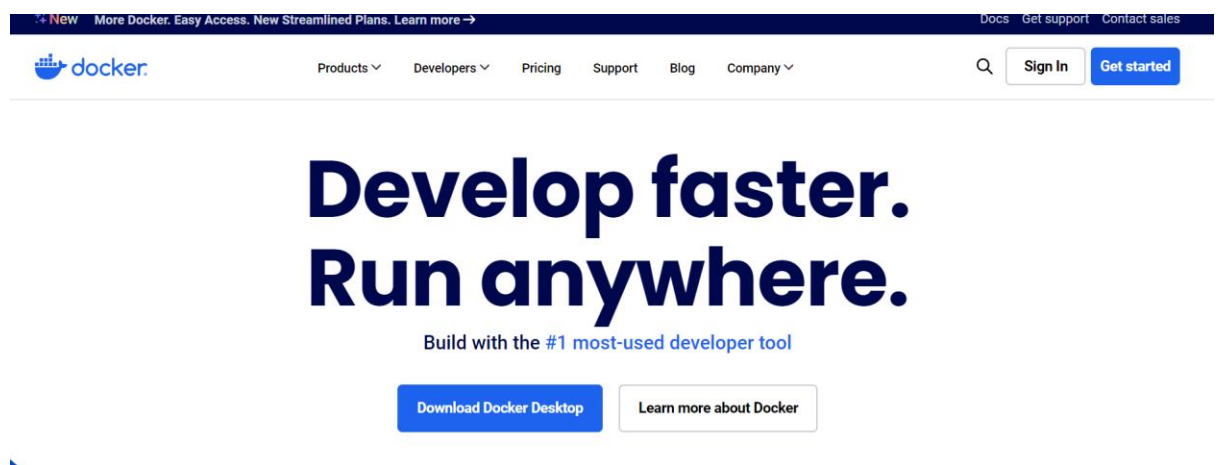 New More Docker. Easy Access. New Streamlined Plans. Learn more → Docs Get support Contact sales
docker Products Developers Pricing Support Blog Company Sign In Get started
Develop faster.
Run anywhere.
Build with the #1 most-used developer tool
Download Docker Desktop Learn more about Docker